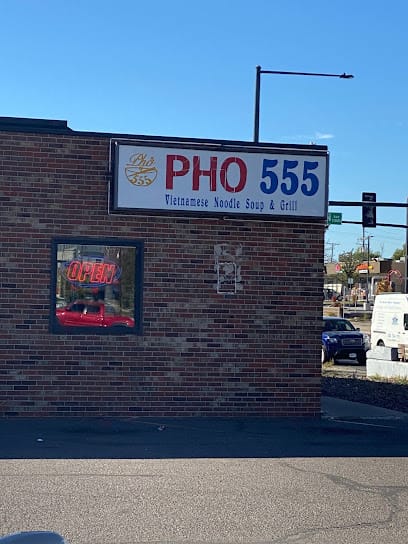 Phở
555
PHO 555
Vietnamese Noodle Soup & Grill
OPEN